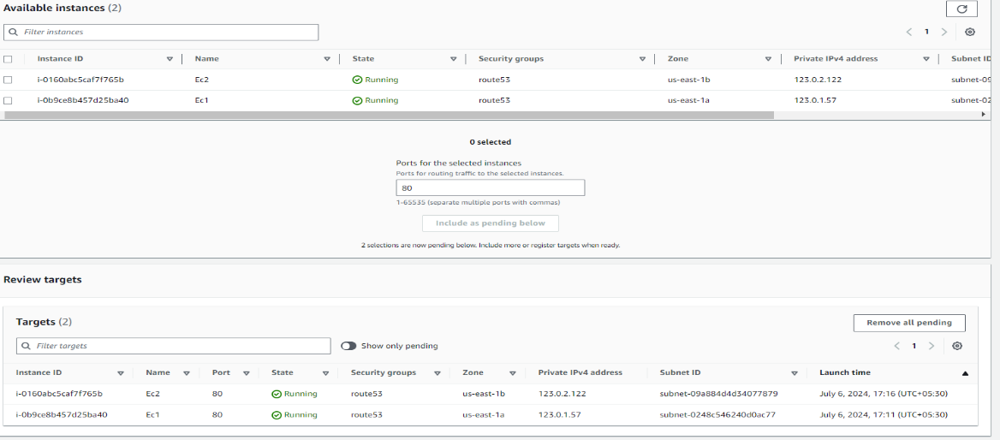 Available instances (2)
Filter instances
1
Instance ID Name State Security groups Zone Private IPv4 address Subnet ID
i-0160abc5caf7f765b Ec2 Running route53 us-east-1b 123.0.2.122 subnet-09
i-0b9ce8b457d25ba40 Ec1 Running route53 us-east-1a 123.0.1.57 subnet-02
0 selected
Ports for the selected instances
Ports for routing traffic to the selected instances.
80
1-65535 (separate multiple ports with commas)
Include as pending below
2 selections are now pending below. Include more or register targets when ready.
Review targets
Targets (2)
Remove all pending
Filter targets Show only pending 1
Instance ID Name Port State Security groups Zone Private IPv4 address Subnet ID Launch time
i-0160abc5caf7f765b Ec2 80 Running route53 us-east-1b 123.0.2.122 subnet-09a884d4d34077879 July 6, 2024, 17:16 (UTC+05:30)
i-0b9ce8b457d25ba40 Ec1 80 Running route53 us-east-1a 123.0.1.57 subnet-0248c546240d0ac77 July 6, 2024, 17:11 (UTC+05:30)